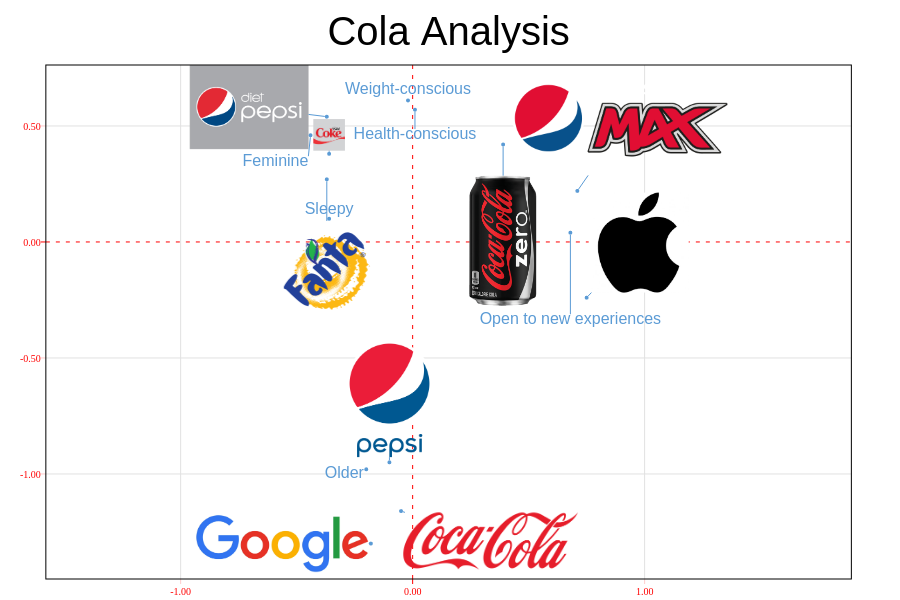 Cola Analysis
diet
pepsi
Weight-conscious
MAX
0.50
Coke
Health-conscious
Feminine
Coca-Cola
zero
Sleepy
0.00
Fanta
Open to new experiences
-0.50
pepsi
Older
-1.00
Google
Coca-Cola
-1.00
0.00
1.00